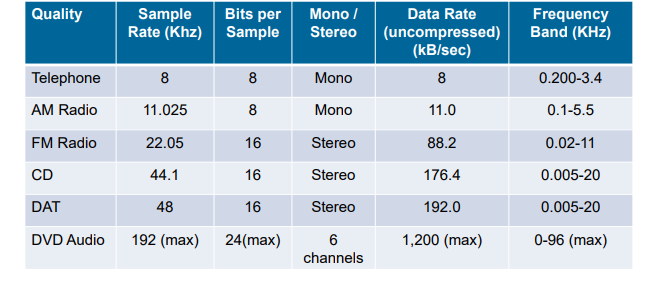 Quality Sample Rate (Khz) Bits per Sample Mono / Stereo Data Rate (uncompressed) (kB/sec) Frequency Band (KHz)
Telephone 8 8 Mono 8 0.200-3.4
AM Radio 11.025 8 Mono 11.0 0.1-5.5
FM Radio 22.05 16 Stereo 88.2 0.02-11
CD 44.1 16 Stereo 176.4 0.005-20
DAT 48 16 Stereo 192.0 0.005-20
DVD Audio 192 (max) 24(max) 6 channels 1,200 (max) 0-96 (max)